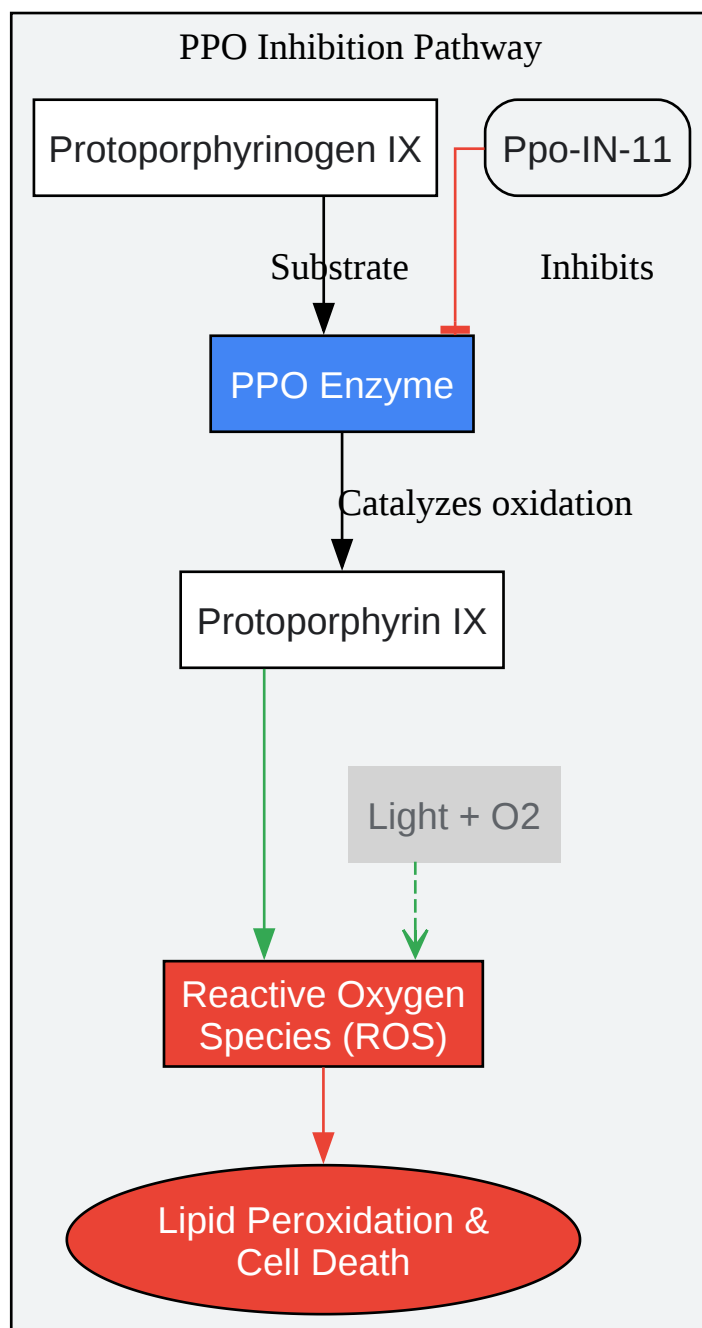 PPO Inhibition Pathway
Protoporphyrinogen IX
Ppo-IN-11
Substrate
Inhibits
PPO Enzyme
Catalyzes oxidation
Protoporphyrin IX
Light + O2
Reactive Oxygen
Species (ROS)
Lipid Peroxidation &
Cell Death